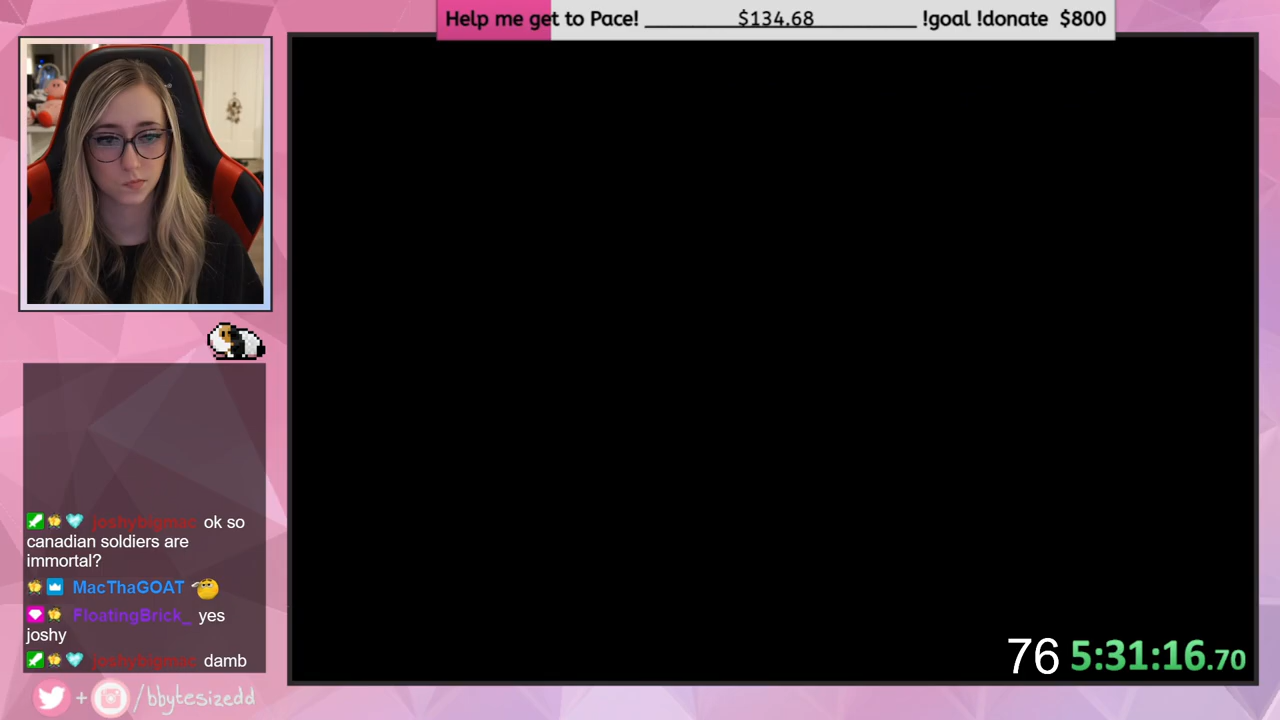 Help me get to Pace! $134.68 !goal !donate $800
joshybigmac ok so
canadian soldiers are
immortal?
MacThaGOAT
FloatingBrick_ yes
joshy
joshybigmac damb
+ /bbytesizedd
76 5:31:16.70